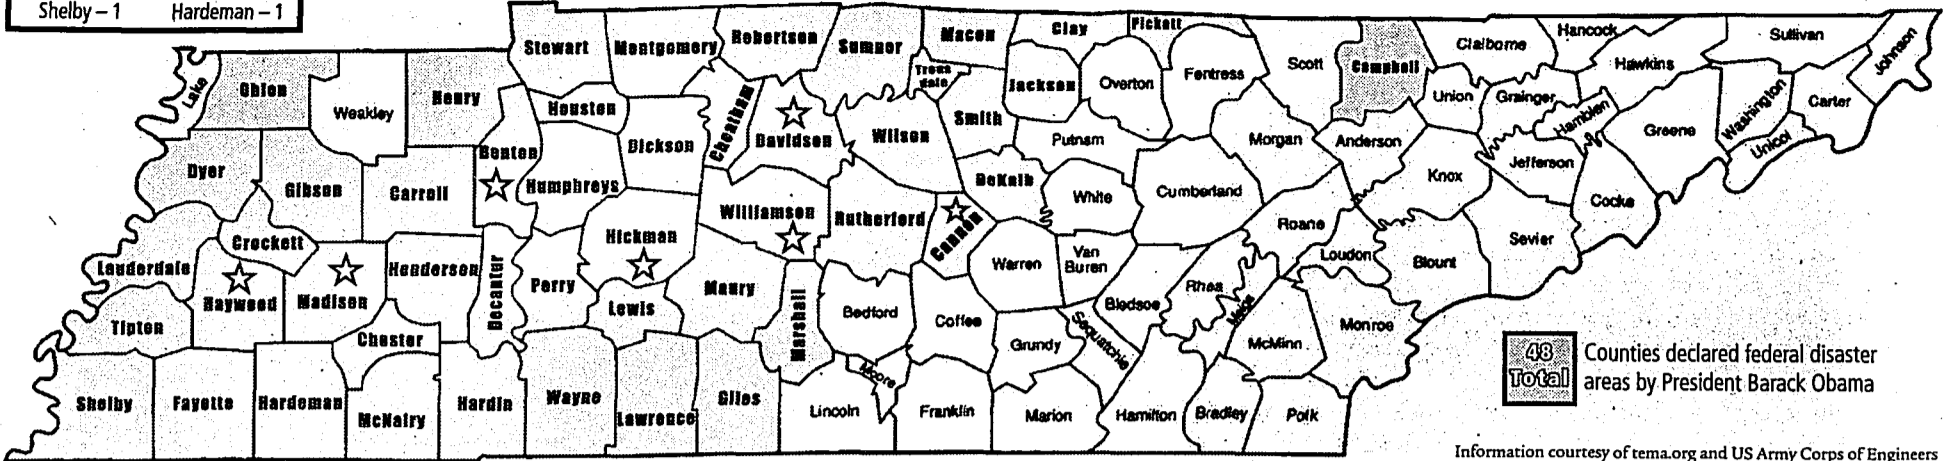 Shelby – 1 Hardeman – 1
Stewart
Montgomery
Robertson
Sumner
Macon
Clay
Pickett
Scott
Campbell
Claiborne
Hancock
Hawkins
Sullivan
Johnson
Lake
Obion
Weakley
Henry
Houston
Cheatham
Davidson
Trous
dale
Wilson
Smith
Jackson
Overton
Fentress
Union
Grainger
Hamblen
Greene
Washington
Carter
Unicoi
Dyer
Gibson
Carroll
Benton
Humphreys
Dickson
DeKalb
Putnam
White
Cumberland
Morgan
Anderson
Knox
Jefferson
Cocke
Sevier
Lauderdale
Crockett
Haywood
Madison
Henderson
Decatur
Perry
Hickman
Lewis
Williamson
Maury
Marshall
Rutherford
Cannon
Bedford
Coffee
Warren
Van
Buren
Bledsoe
Rhea
Meigs
Roane
Loudon
Blount
Tipton
Chester
Moore
Grundy
Sequatchie
McMinn
Monroe
Shelby
Fayette
Hardeman
McNairy
Hardin
Wayne
Lawrence
Giles
Lincoln
Franklin
Marion
Hamilton
Bradley
Polk
48
Total
Counties declared federal disaster
areas by President Barack Obama
Information courtesy of tema.org and US Army Corps of Engineers